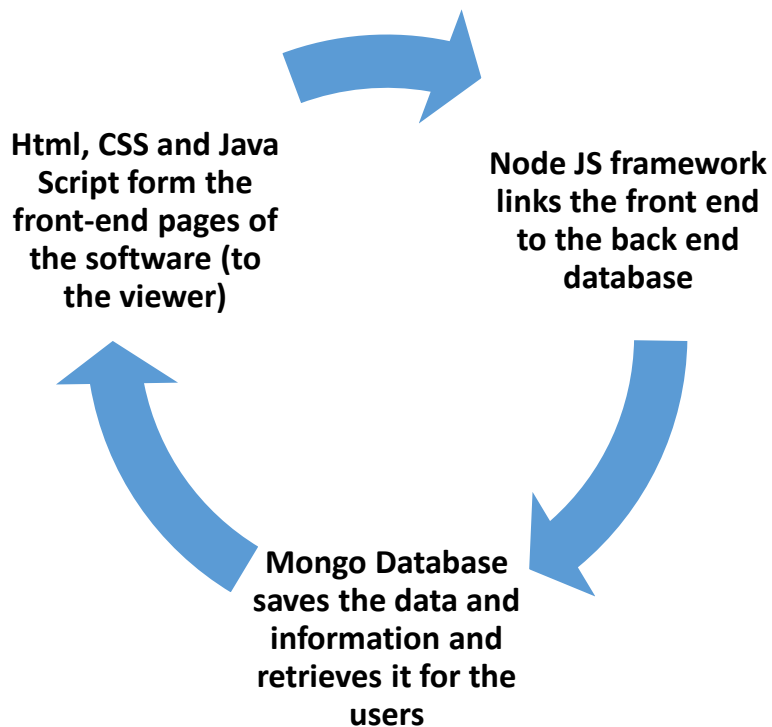 Html, CSS and Java
Script form the
front-end pages of
the software (to
the viewer)
Node JS framework
links the front end
to the back end
database
Mongo Database
saves the data and
information and
retrieves it for the
users